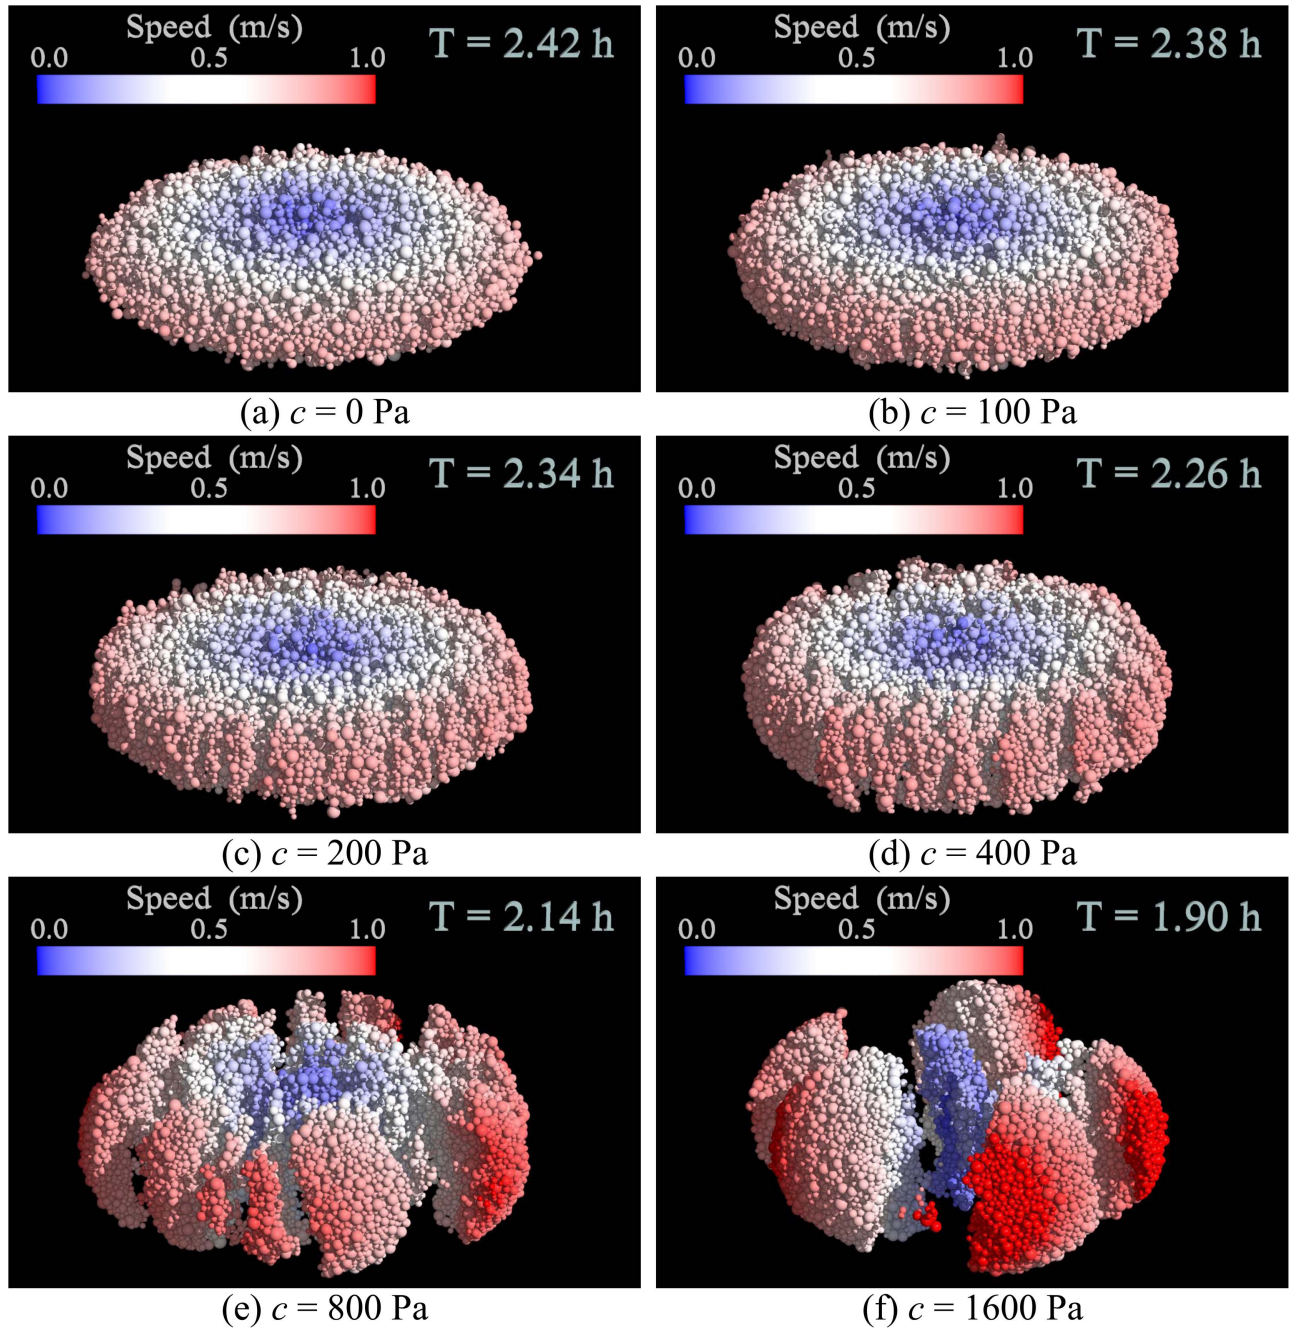 Speed (m/s)
0.0 0.5 1.0
T = 2.42 h
(a) c = 0 Pa
Speed (m/s)
0.0 0.5 1.0
T = 2.38 h
(b) c = 100 Pa
Speed (m/s)
0.0 0.5 1.0
T = 2.34 h
(c) c = 200 Pa
Speed (m/s)
0.0 0.5 1.0
T = 2.26 h
(d) c = 400 Pa
Speed (m/s)
0.0 0.5 1.0
T = 2.14 h
(e) c = 800 Pa
Speed (m/s)
0.0 0.5 1.0
T = 1.90 h
(f) c = 1600 Pa